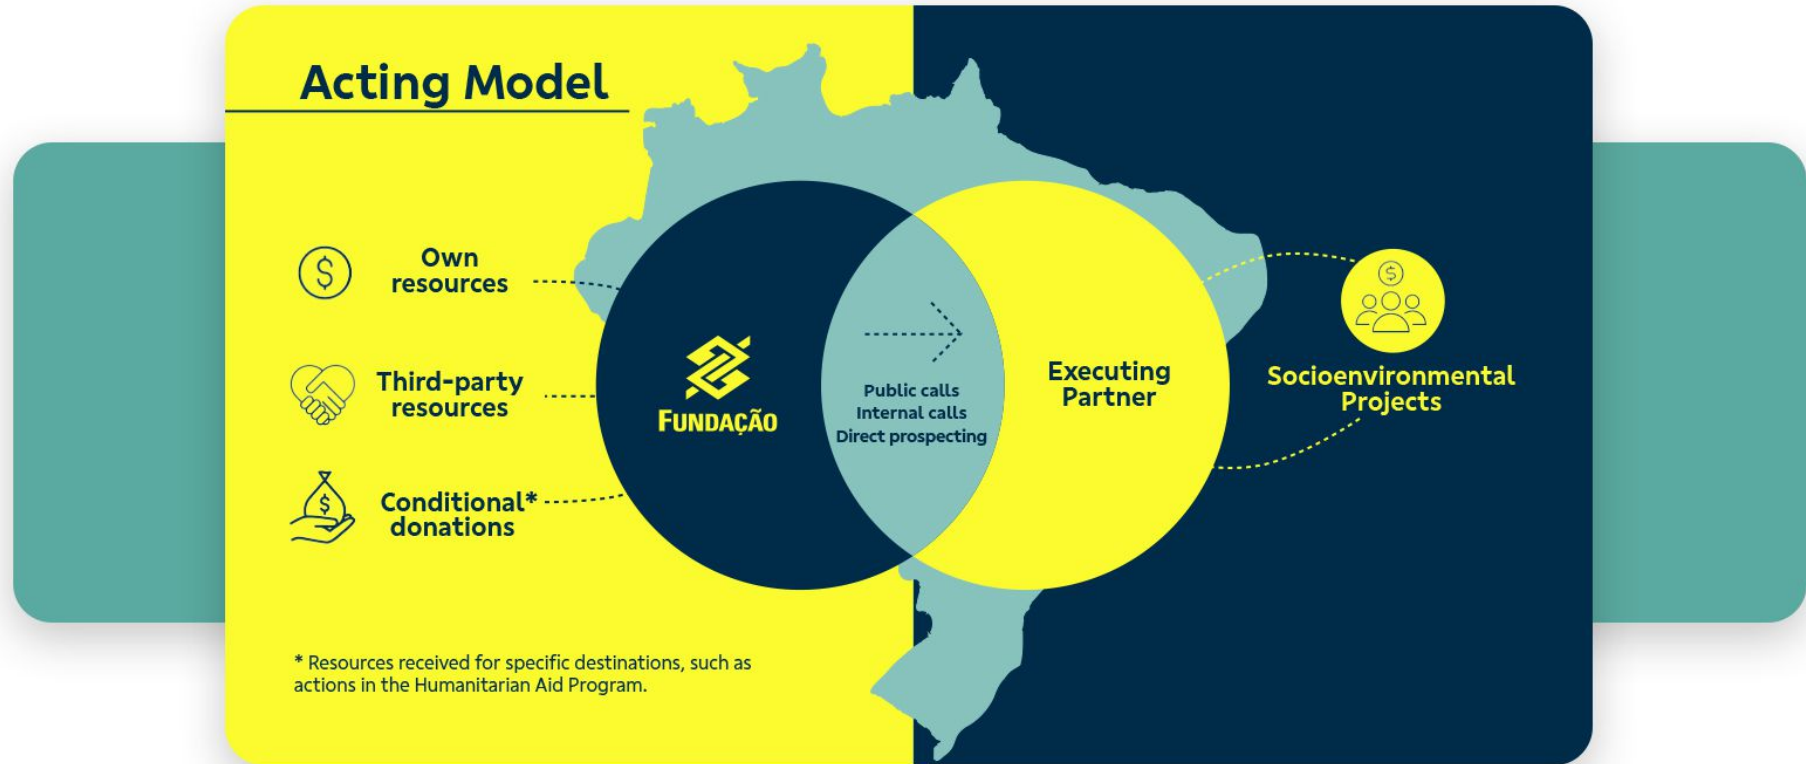 Acting Model
Own
resources
Third-party
resources
Conditional*
donations
FUNDAÇÃO
Public calls
Internal calls
Direct prospecting
Executing
Partner
Socioenvironmental
Projects
* Resources received for specific destinations, such as
actions in the Humanitarian Aid Program.